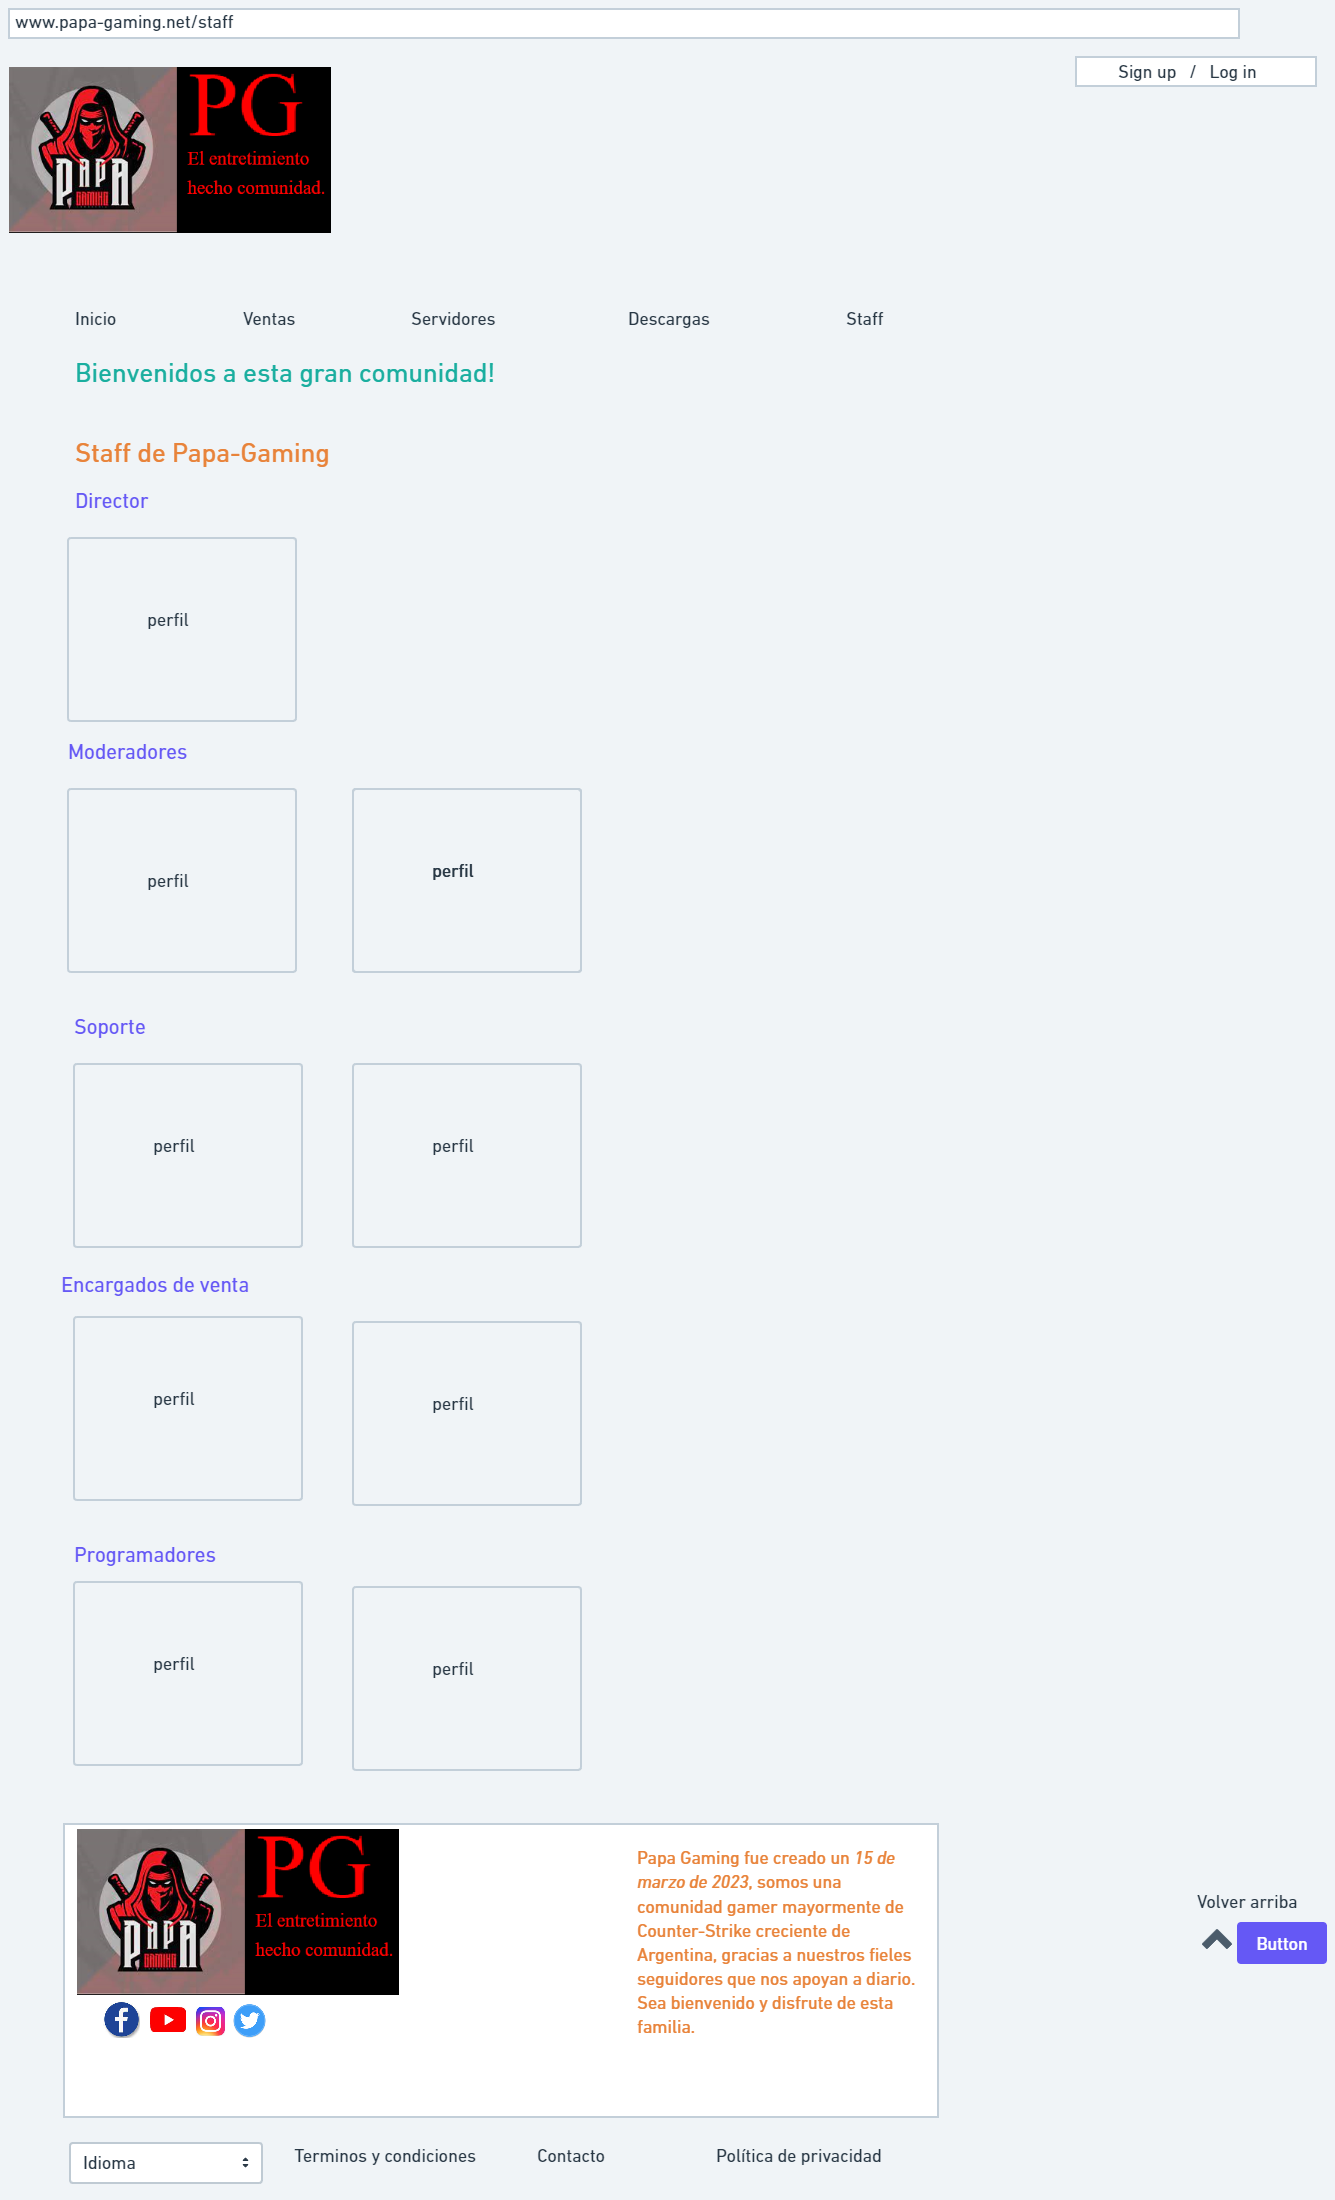 www.papa-gaming.net/staff
Sign up / Log in
PG
El entretimiento
hecho comunidad.
PAPA
GAMING
Inicio Ventas Servidores Descargas Staff
Bienvenidos a esta gran comunidad!
Staff de Papa-Gaming
Director
perfil
Moderadores
perfil perfil
Soporte
perfil perfil
Encargados de venta
perfil perfil
Programadores
perfil perfil
PG
El entretimiento
hecho comunidad.
PAPA
GAMING
Papa Gaming fue creado un 15 de
marzo de 2023, somos una
comunidad gamer mayormente de
Counter-Strike creciente de
Argentina, gracias a nuestros fieles
seguidores que nos apoyan a diario.
Sea bienvenido y disfrute de esta
familia.
Volver arriba
Button
Idioma Terminos y condiciones Contacto Política de privacidad